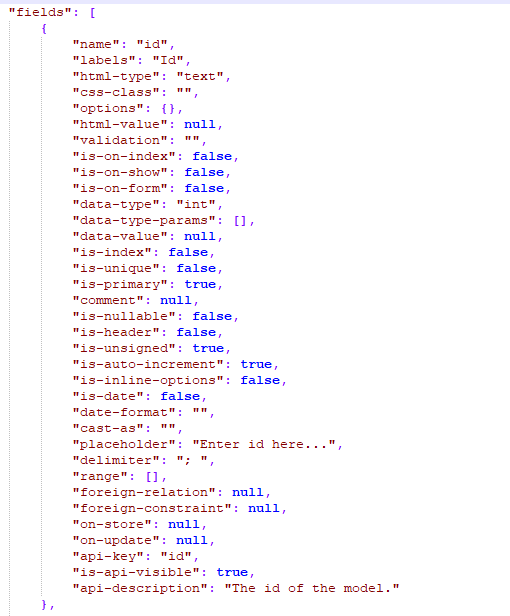 "fields": [
{
"name": "id",
"labels": "Id",
"html-type": "text",
"css-class": "",
"options": {},
"html-value": null,
"validation": "",
"is-on-index": false,
"is-on-show": false,
"is-on-form": false,
"data-type": "int",
"data-type-params": [],
"data-value": null,
"is-index": false,
"is-unique": false,
"is-primary": true,
"comment": null,
"is-nullable": false,
"is-header": false,
"is-unsigned": true,
"is-auto-increment": true,
"is-inline-options": false,
"is-date": false,
"date-format": "",
"cast-as": "",
"placeholder": "Enter id here...",
"delimiter": "; ",
"range": [],
"foreign-relation": null,
"foreign-constraint": null,
"on-store": null,
"on-update": null,
"api-key": "id",
"is-api-visible": true,
"api-description": "The id of the model."
},